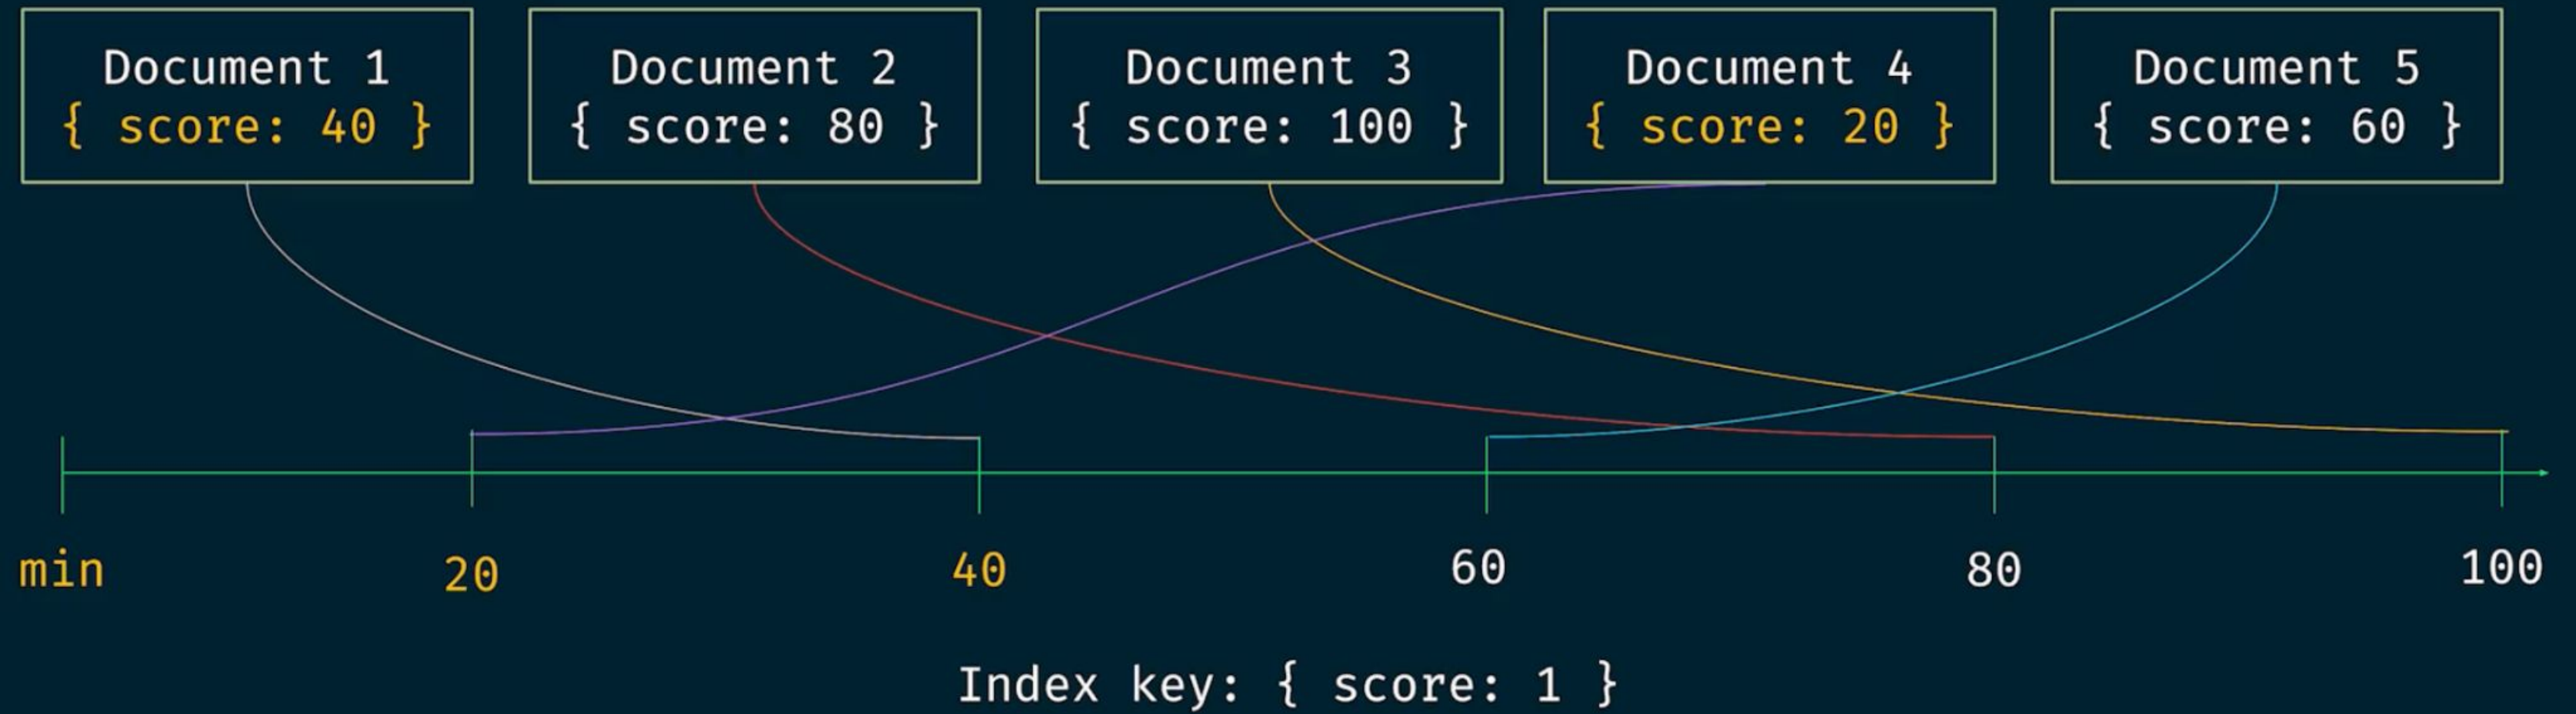 Document 1
{ score: 40 }
Document 2
{ score: 80 }
Document 3
{ score: 100 }
Document 4
{ score: 20 }
Document 5
{ score: 60 }
min
20
40
60
80
100
Index key: { score: 1 }